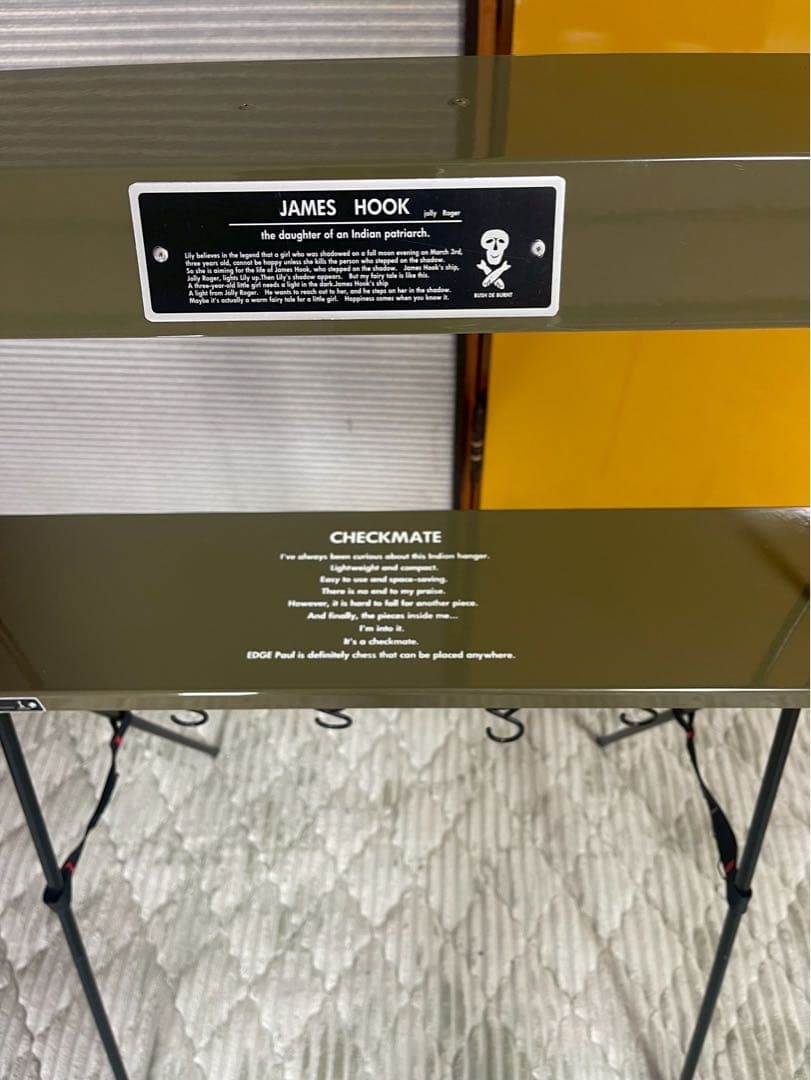 JAMES HOOK jolly Roger
the daughter of an Indian patriarch.
Lily believes in the legend that a girl who was shadowed on a full moon evening on March 3rd,
three years old, cannot be happy unless she kills the person who stepped on the shadow.
So she is aiming for the life of James Hook, who stepped on the shadow. James Hook's ship,
Jolly Roger, lights Lily up.Then Lily's shadow appears. But my fairy tale is like this.
A three-year-old little girl needs a light in the dark.James Hook's ship
A light from Jolly Roger. He wants to reach out to her, and he steps on her in the shadow.
Maybe it's actually a warm fairy tale for a little girl. Happiness comes when you know it.
BUSH DE BURNT
CHECKMATE
I've always been curious about this Indian hanger.
Lightweight and compact.
Easy to use and space-saving.
There is no end to my praise.
However, it is hard to fall for another piece.
And finally, the pieces inside me...
I'm into it.
It's a checkmate.
EDGE Paul is definitely chess that can be placed anywhere.